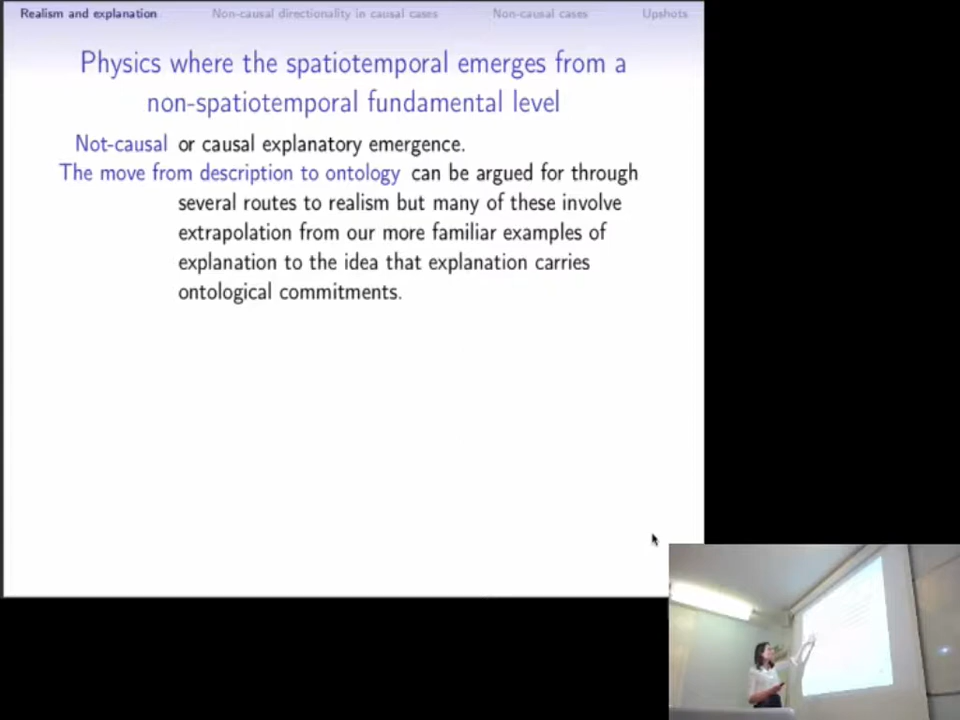 Realism and explanation Non-causal directionality in causal cases Non-causal cases Upshots
Physics where the spatiotemporal emerges from a
non-spatiotemporal fundamental level
Not-causal or causal explanatory emergence.
The move from description to ontology can be argued for through
several routes to realism but many of these involve
extrapolation from our more familiar examples of
explanation to the idea that explanation carries
ontological commitments.